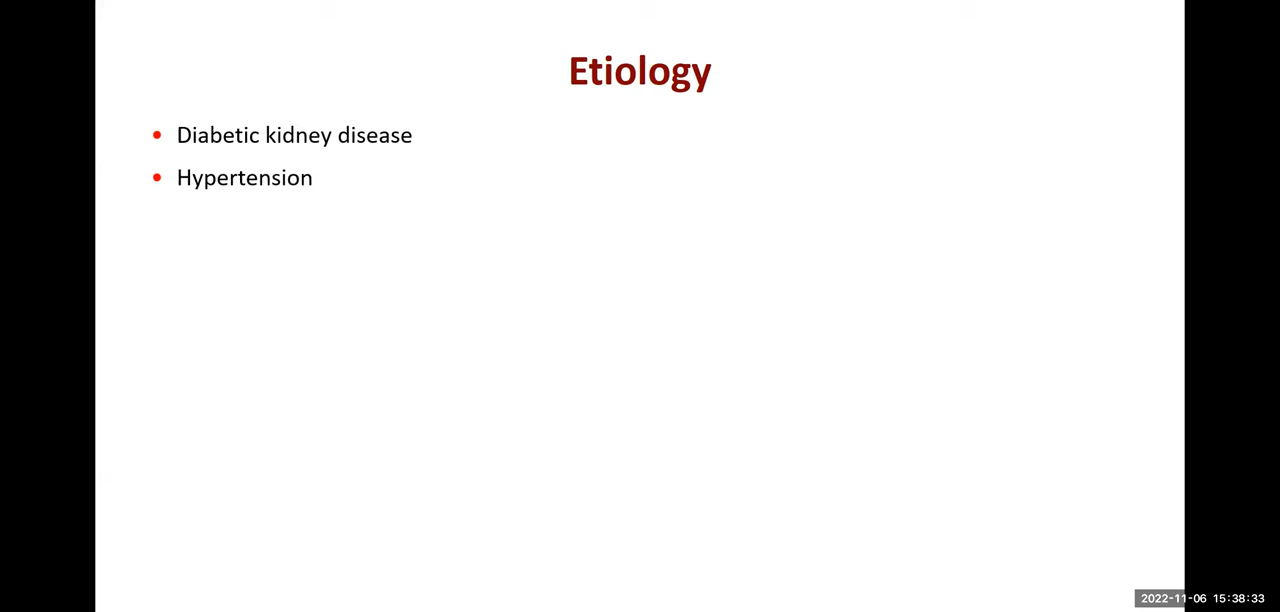 Etiology
• Diabetic kidney disease
• Hypertension
2022-11-06 15:38:33